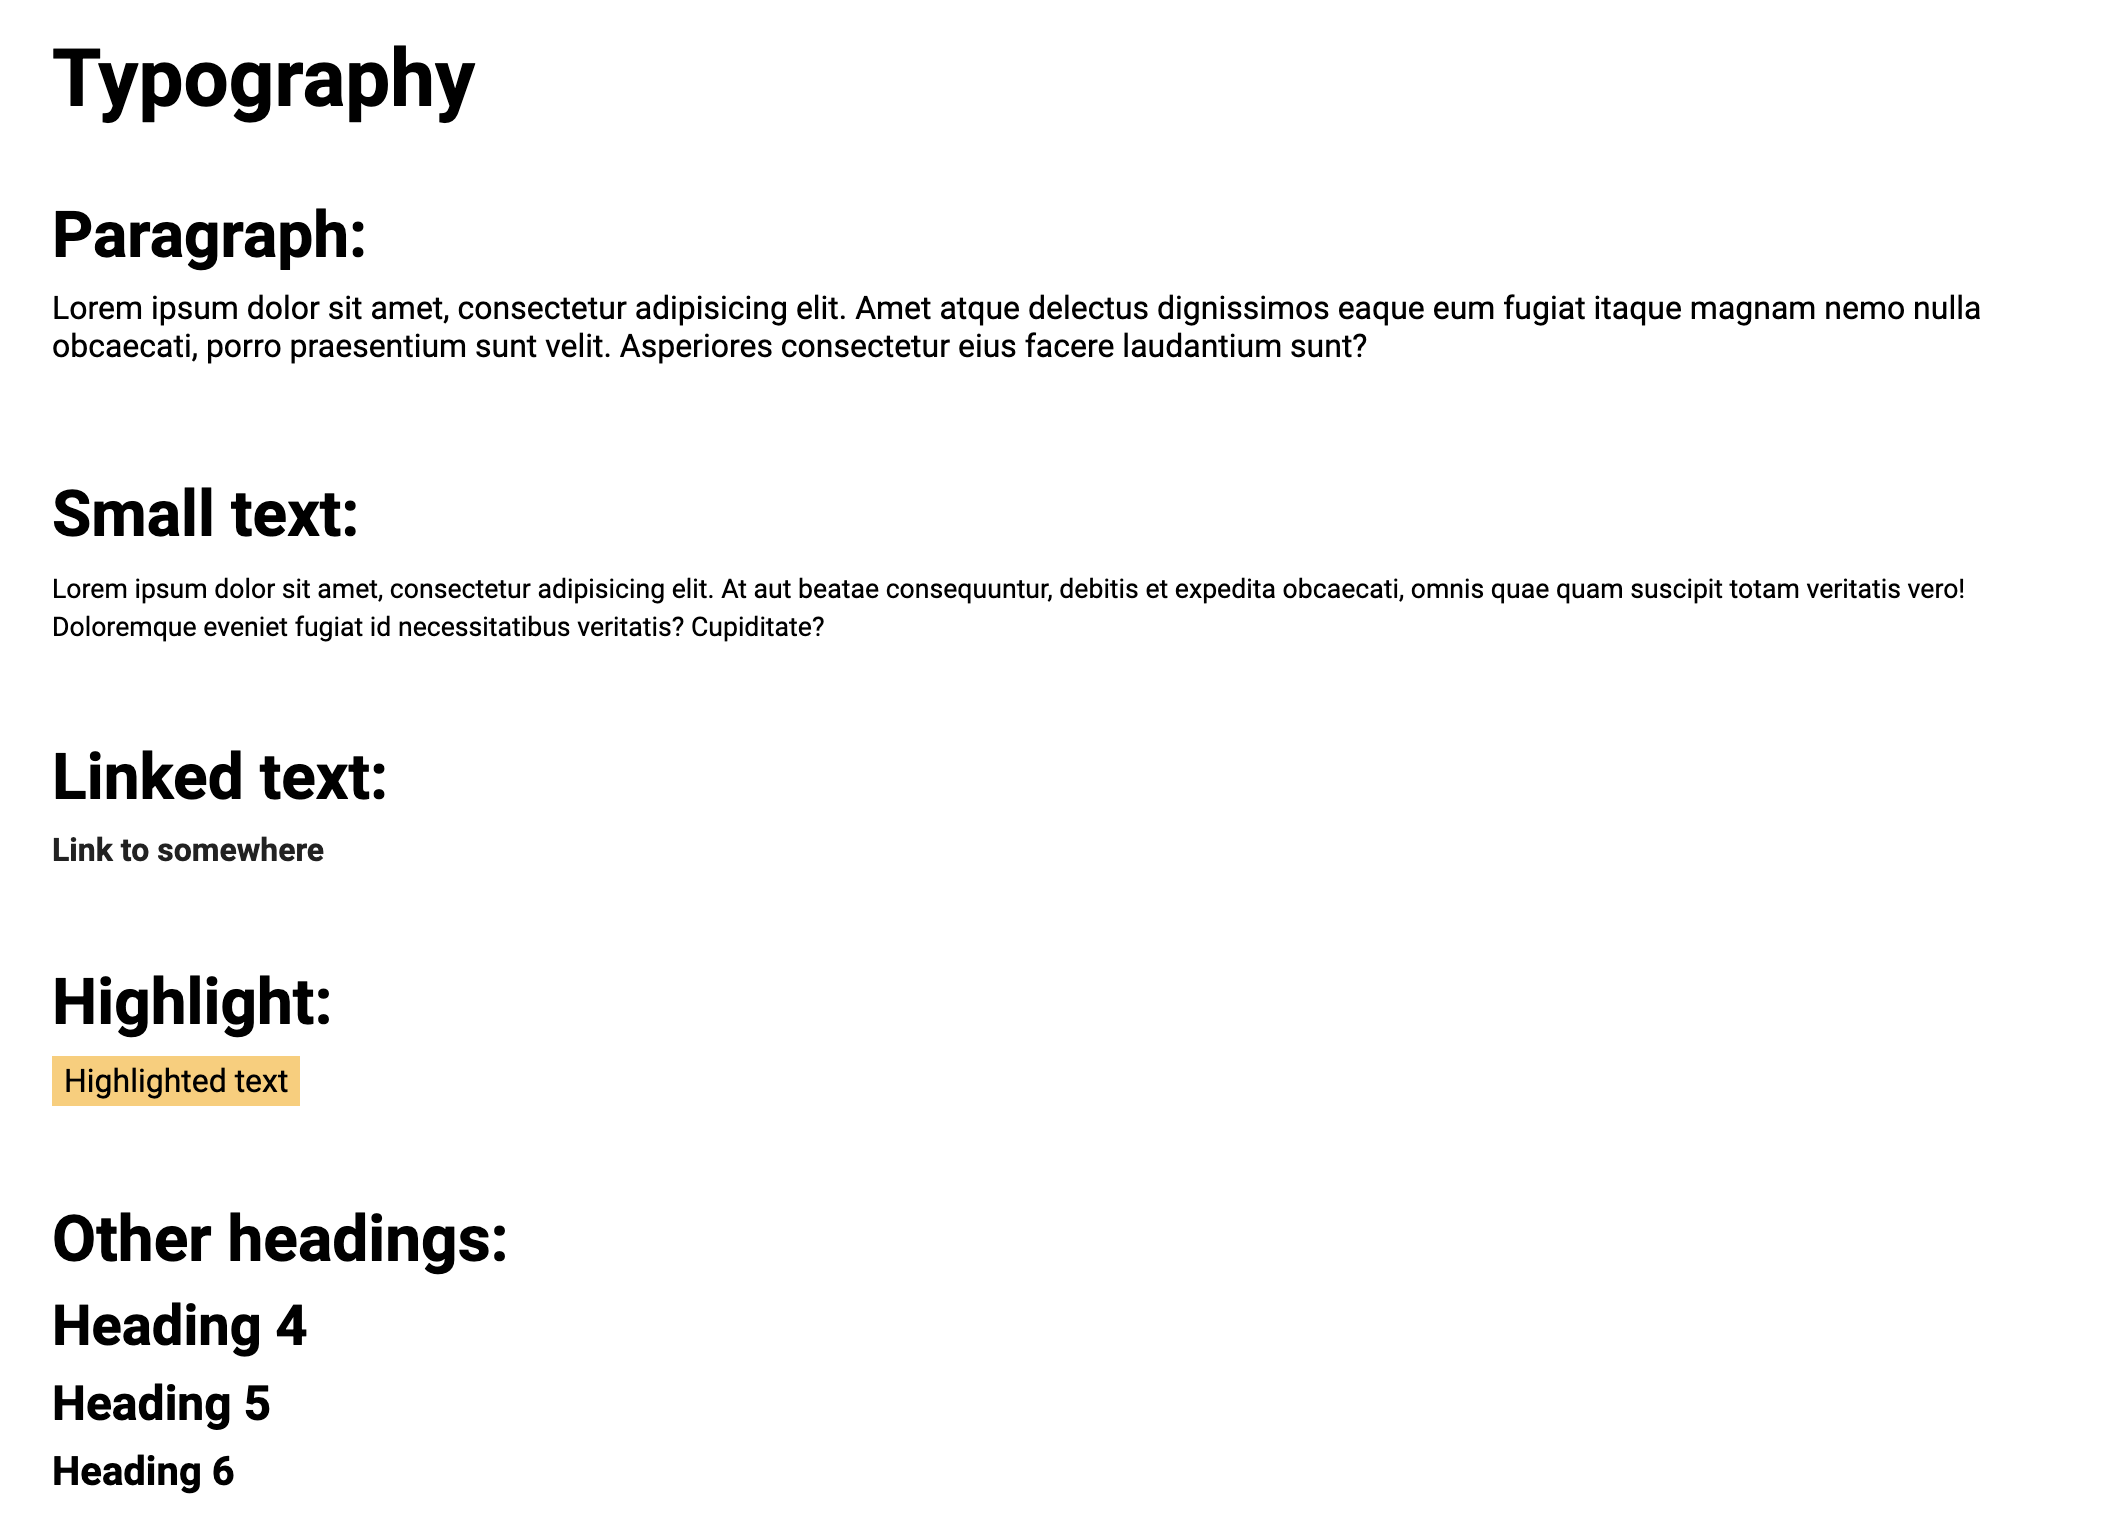 Typography
Paragraph:
Lorem ipsum dolor sit amet, consectetur adipisicing elit. Amet atque delectus dignissimos eaque eum fugiat itaque magnam nemo nulla
obcaecati, porro praesentium sunt velit. Asperiores consectetur eius facere laudantium sunt?
Small text:
Lorem ipsum dolor sit amet, consectetur adipisicing elit. At aut beatae consequuntur, debitis et expedita obcaecati, omnis quae quam suscipit totam veritatis vero!
Doloremque eveniet fugiat id necessitatibus veritatis? Cupiditate?
Linked text:
Link to somewhere
Highlight:
Highlighted text
Other headings:
Heading 4
Heading 5
Heading 6